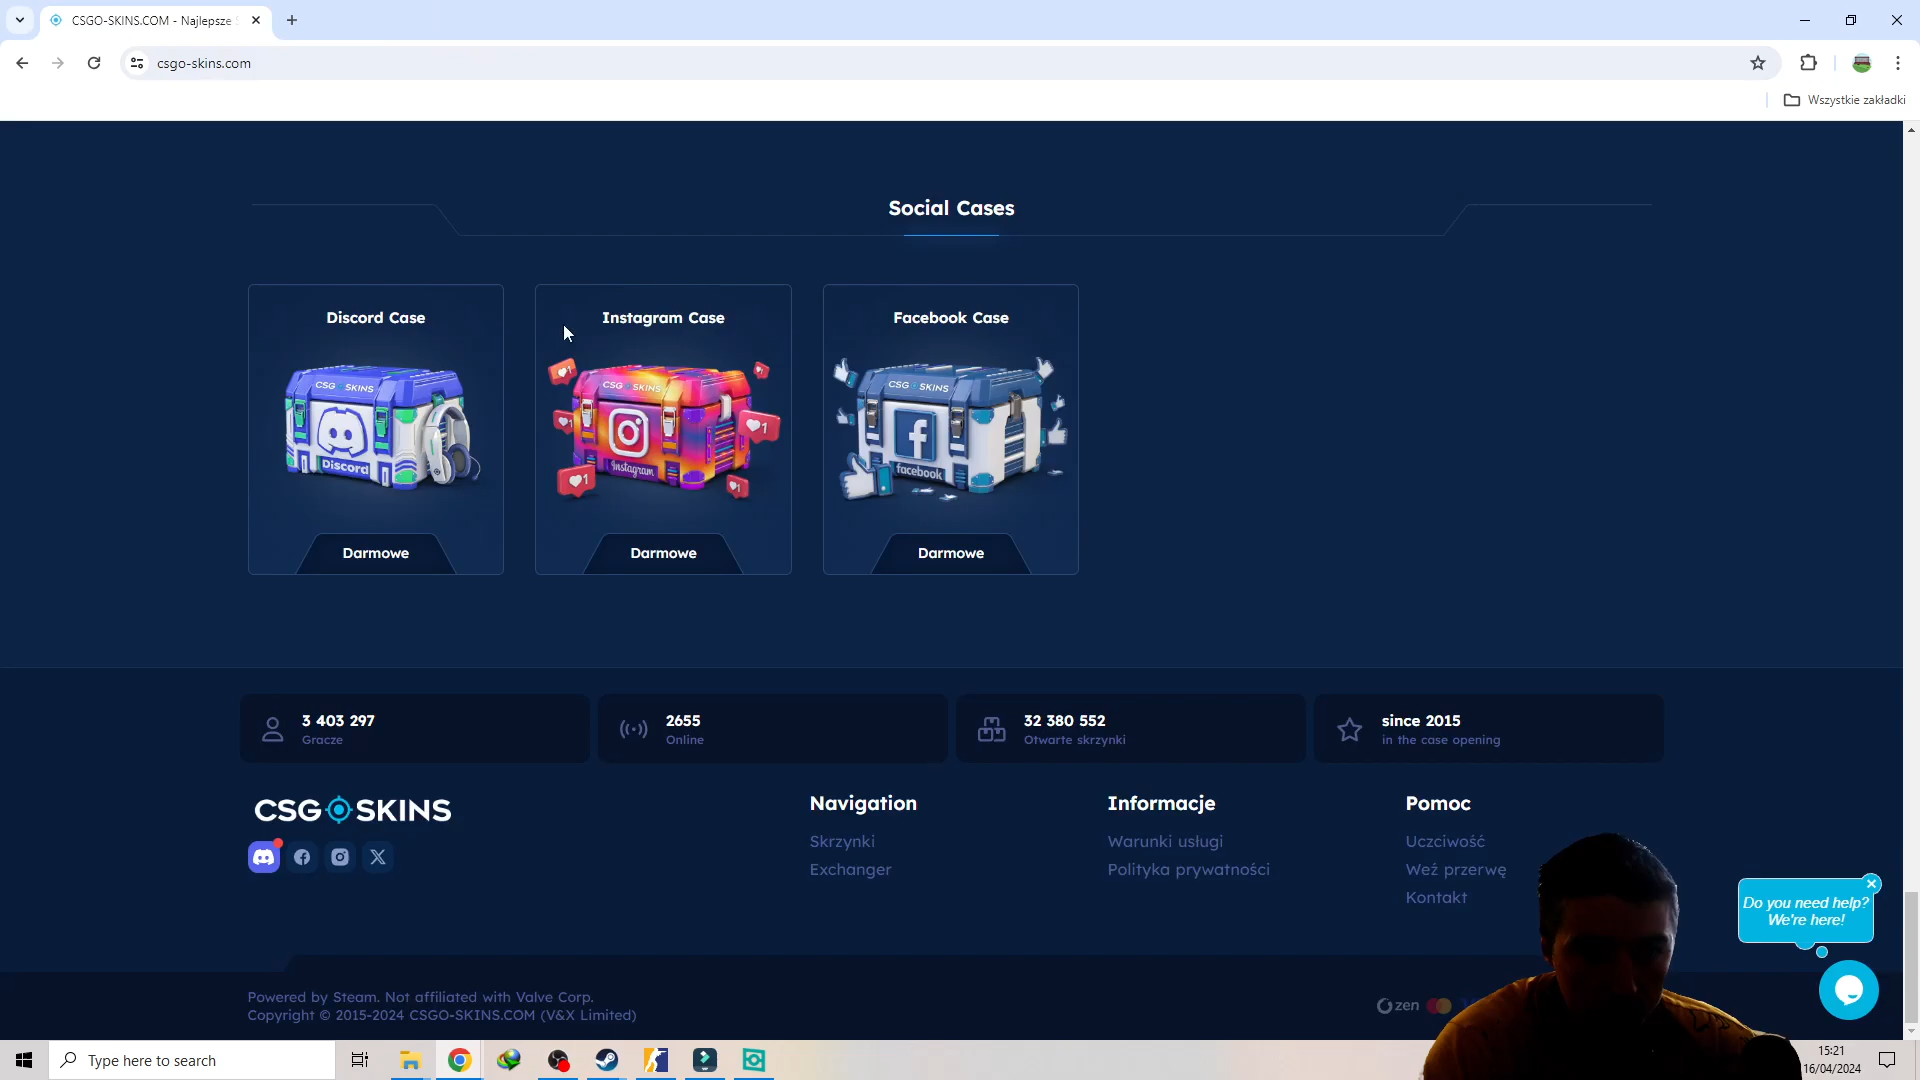 CSGO-SKINS.COM - Najlepsze
csgo-skins.com
Wszystkie zakładki
Social Cases
Discord Case
Instagram Case
Facebook Case
CSG SKINS
Discord
CSG SKINS
Instagram
CSG SKINS
facebook
Darmowe
Darmowe
Darmowe
3 403 297
Gracze
2655
Online
32 380 552
Otwarte skrzynki
since 2015
in the case opening
CSG SKINS
Navigation
Skrzynki
Exchanger
Informacje
Warunki usługi
Polityka prywatności
Pomoc
Uczciwość
Weź przerwę
Kontakt
Do you need help?
We're here!
Powered by Steam. Not affiliated with Valve Corp.
Copyright © 2015-2024 CSGO-SKINS.COM (V&X Limited)
zen
Type here to search
15:21
16/04/2024